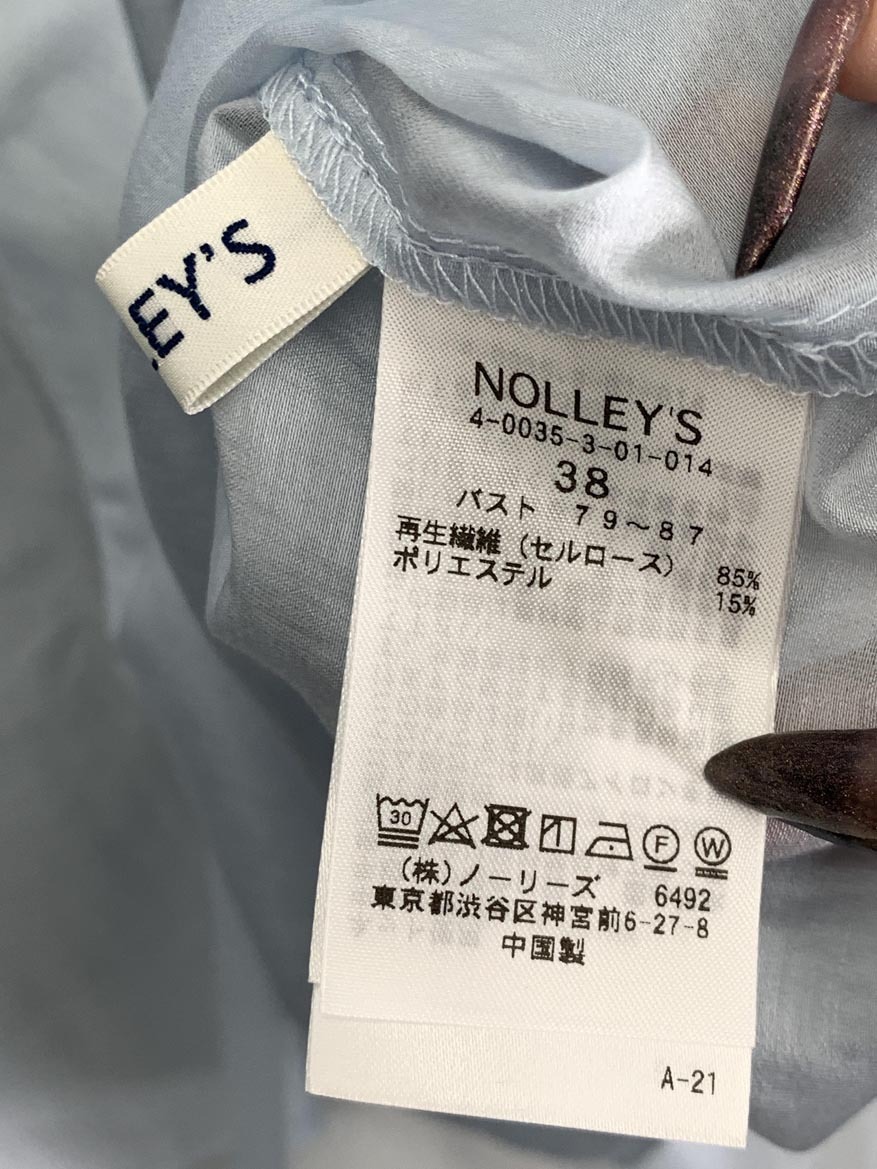 LEY'S
NOLLEY'S
4-0035-3-01-014
38
バスト 79～87
再生繊維（セルロース） 85%
ポリエステル 15%
30 F W
（株）ノーリーズ 6492
東京都渋谷区神宮前6-27-8
中国製
A-21